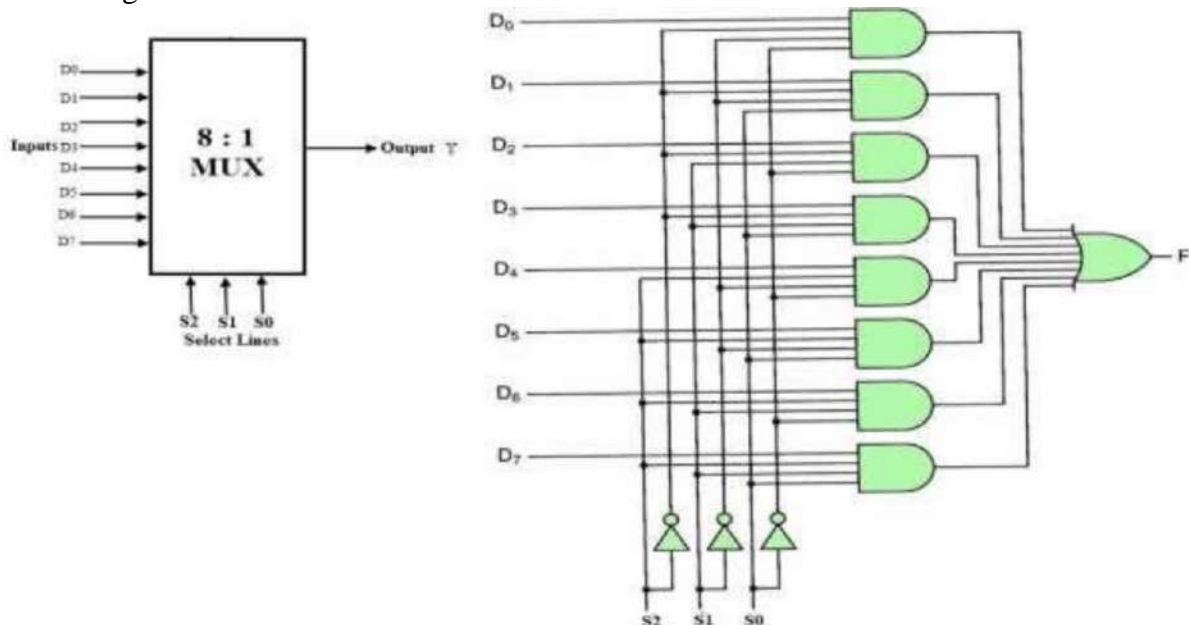 D0
D1
D2
Inputs D3
D4
D5
D6
D7
8 : 1
MUX
Output Y
S2 S1 S0
Select Lines
D₀
D₁
D₂
D₃
D₄
D₅
D₆
D₇
F
S2 S1 S0